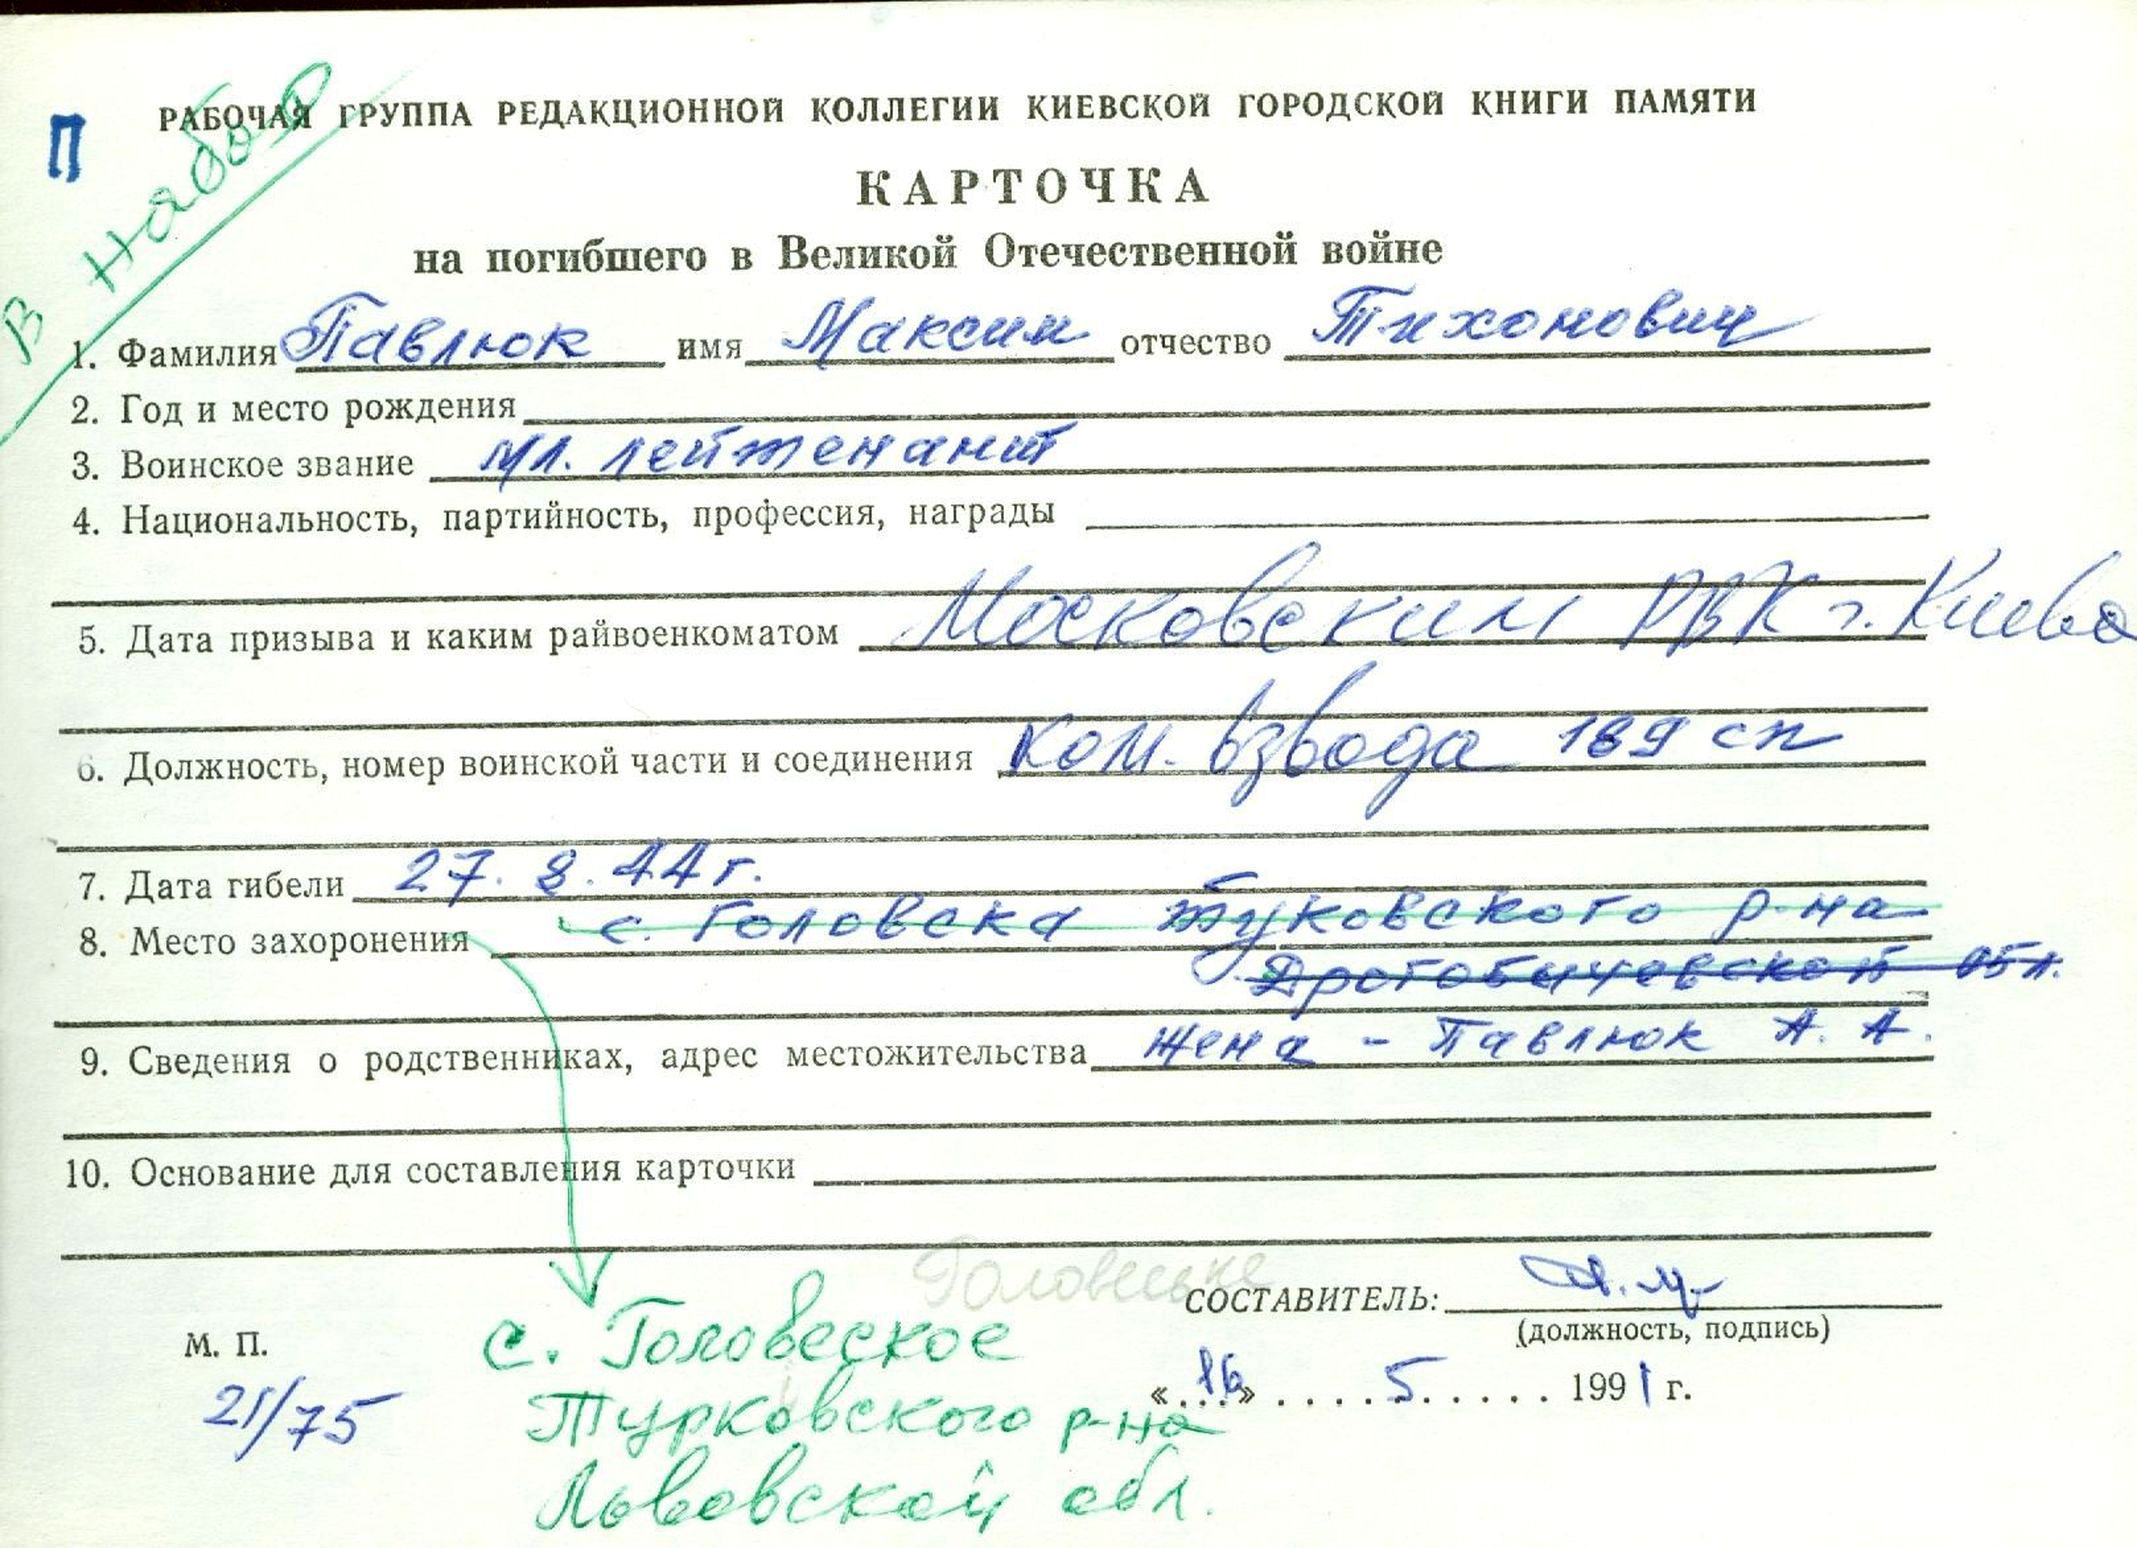 П
В набор
РАБОЧАЯ ГРУППА РЕДАКЦИОННОЙ КОЛЛЕГИИ КИЕВСКОЙ ГОРОДСКОЙ КНИГИ ПАМЯТИ
КАРТОЧКА
на погибшего в Великой Отечественной войне
1. Фамилия Павлюк имя Максим отчество Тихонович
2. Год и место рождения
3. Воинское звание мл. лейтенант
4. Национальность, партийность, профессия, награды
5. Дата призыва и каким райвоенкоматом Московским РВК г. Киева
6. Должность, номер воинской части и соединения ком. взвода 189 сп
7. Дата гибели 27. 8. 44 г.
8. Место захоронения с. Головска Туковского р-на
Дрогобычевской обл.
9. Сведения о родственниках, адрес местожительства Жена - Павлюк А. А.
10. Основание для составления карточки
Головецьке
СОСТАВИТЕЛЬ:
(должность, подпись)
М. П.
с. Головеское
«16» 5 1991 г.
21/75
Турковского р-на
Львовской обл.